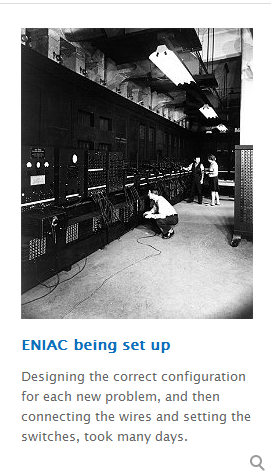 ENIAC being set up
Designing the correct configuration
for each new problem, and then
connecting the wires and setting the
switches, took many days.